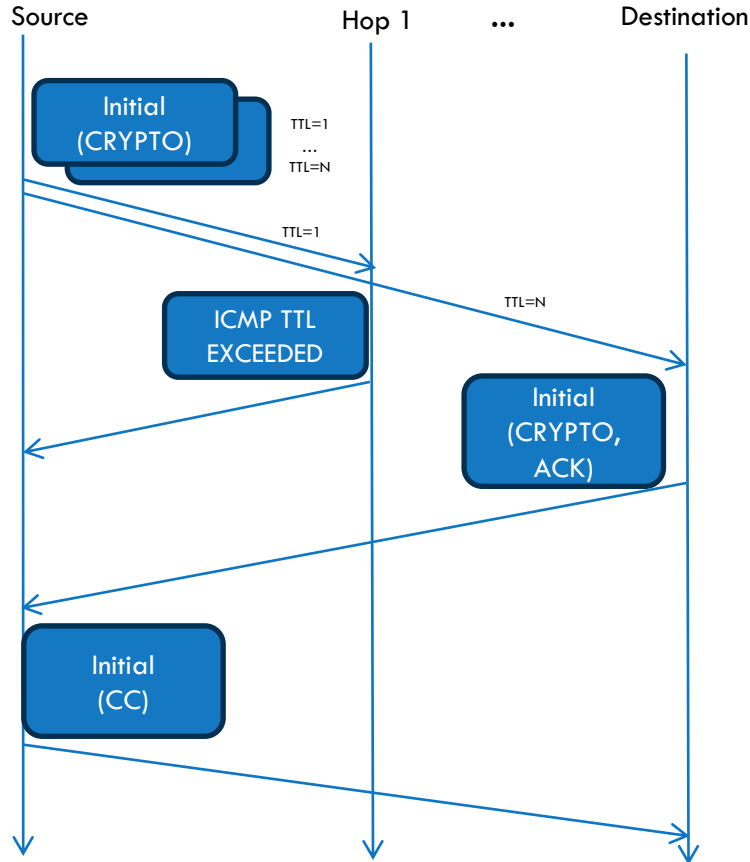 Source
Hop 1
...
Destination
Initial
(CRYPTO)
TTL=1
...
TTL=N
TTL=1
TTL=N
ICMP TTL
EXCEEDED
Initial
(CRYPTO,
ACK)
Initial
(CC)